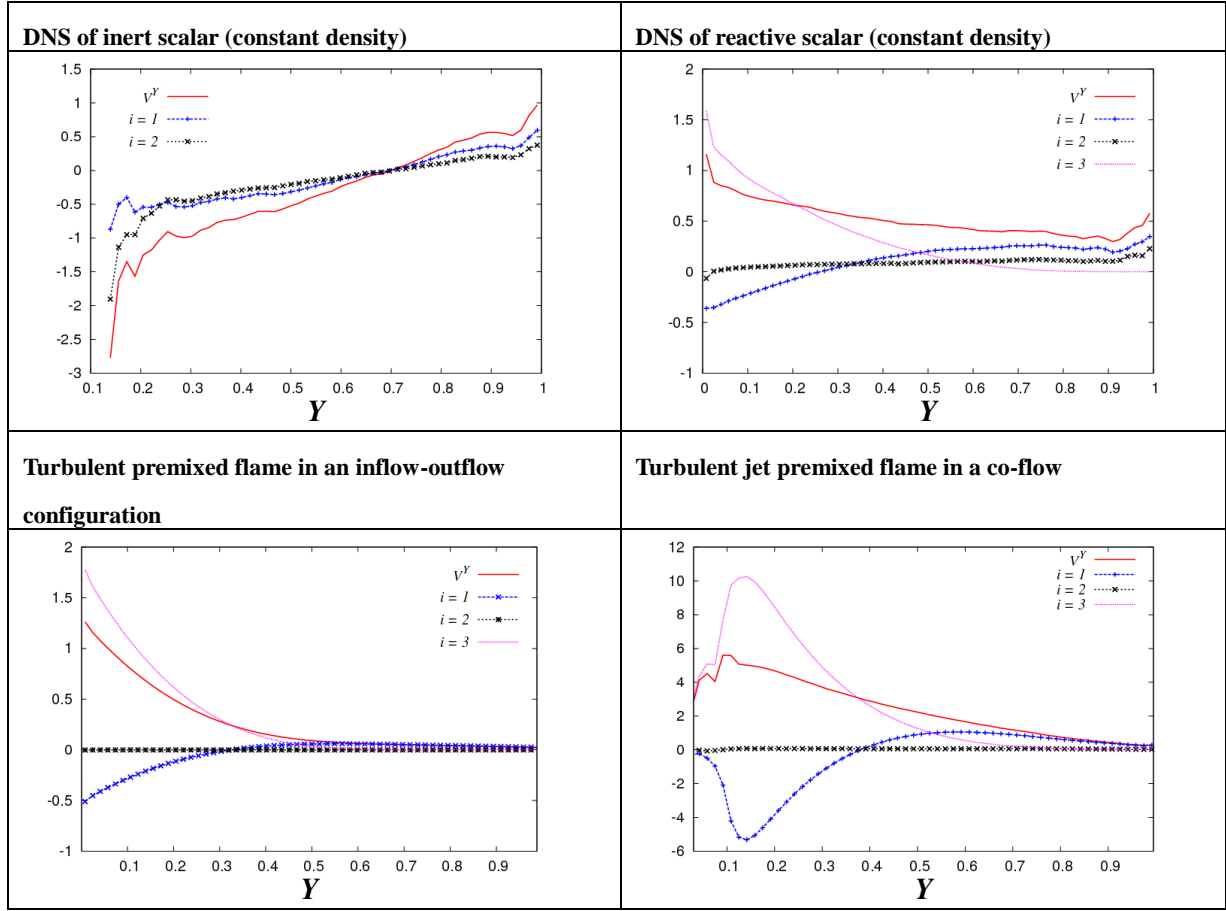 DNS of inert scalar (constant density)
DNS of reactive scalar (constant density)
1.5
1
0.5
0
-0.5
-1
-1.5
-2
-2.5
-3
V^Y
i = 1
i = 2
0.1 0.2 0.3 0.4 0.5 0.6 0.7 0.8 0.9 1
Y
2
1.5
1
0.5
0
-0.5
-1
V^Y
i = 1
i = 2
i = 3
0 0.1 0.2 0.3 0.4 0.5 0.6 0.7 0.8 0.9 1
Y
Turbulent premixed flame in an inflow-outflow
configuration
Turbulent jet premixed flame in a co-flow
2
1.5
1
0.5
0
-0.5
-1
V^Y
i = 1
i = 2
i = 3
0.1 0.2 0.3 0.4 0.5 0.6 0.7 0.8 0.9
Y
12
10
8
6
4
2
0
-2
-4
-6
V^Y
i = 1
i = 2
i = 3
0.1 0.2 0.3 0.4 0.5 0.6 0.7 0.8 0.9
Y